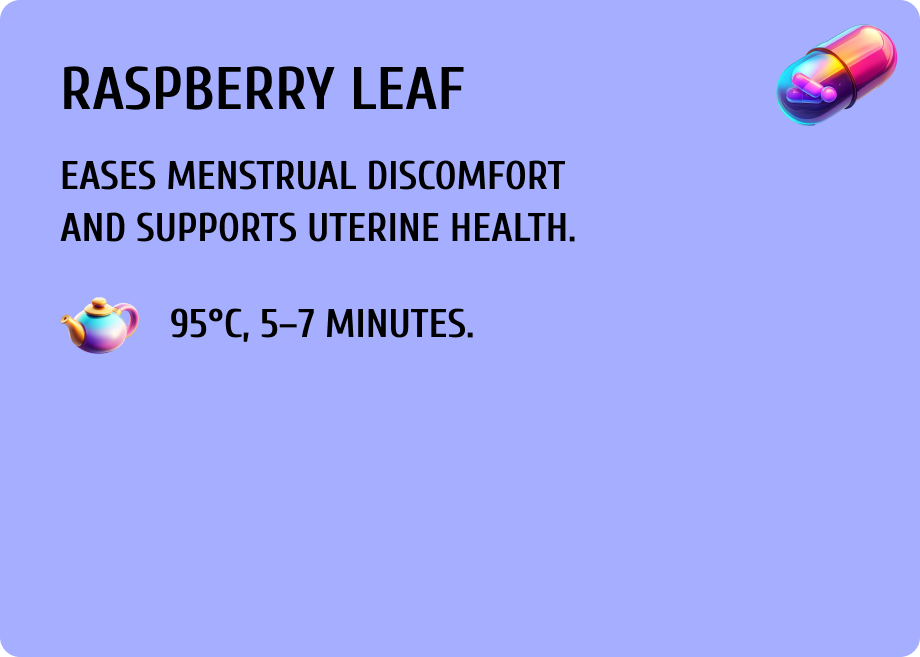 RASPBERRY LEAF
EASES MENSTRUAL DISCOMFORT
AND SUPPORTS UTERINE HEALTH.
95°C, 5–7 MINUTES.